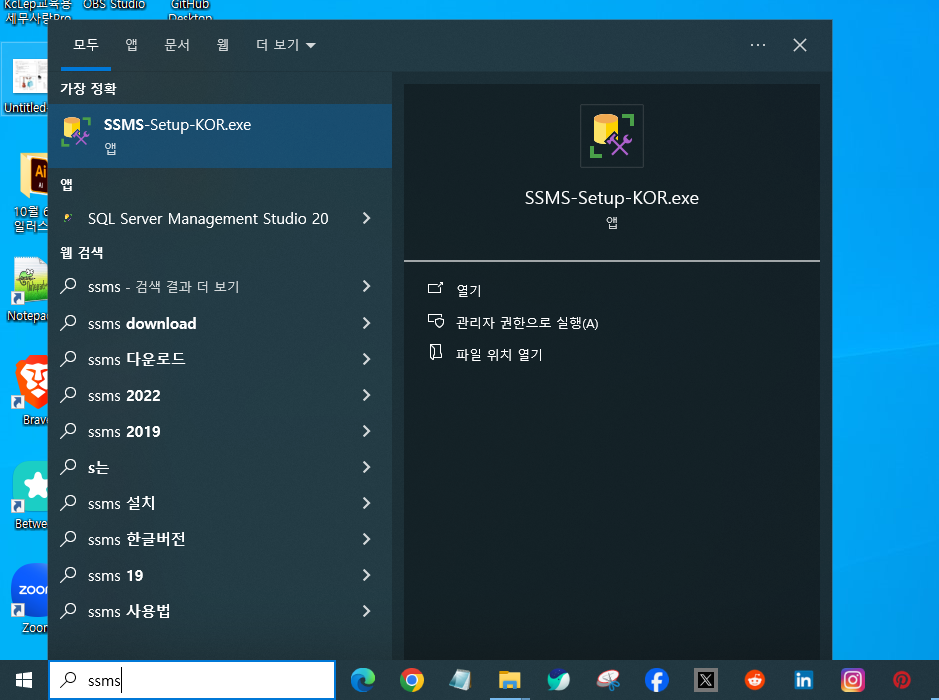 KcLep교육용 OBS Studio GitHub
세무사랑Pro Desktop
모두 앱 문서 웹 더 보기
가장 정확
SSMS-Setup-KOR.exe
앱
앱
SQL Server Management Studio 20
웹 검색
ssms - 검색 결과 더 보기
ssms download
ssms 다운로드
ssms 2022
ssms 2019
s는
ssms 설치
ssms 한글버전
ssms 19
ssms 사용법
SSMS-Setup-KOR.exe
앱
열기
관리자 권한으로 실행(A)
파일 위치 열기
Untitled-
Ai
10월 6
일러스
Notepa
Brave
Betwe
zoom
Zoor
ssms